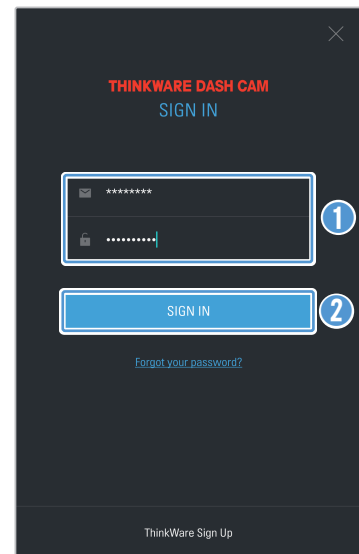 THINKWARE DASH CAM
SIGN IN
********
••••••••••
1
SIGN IN
2
Forgot your password?
ThinkWare Sign Up